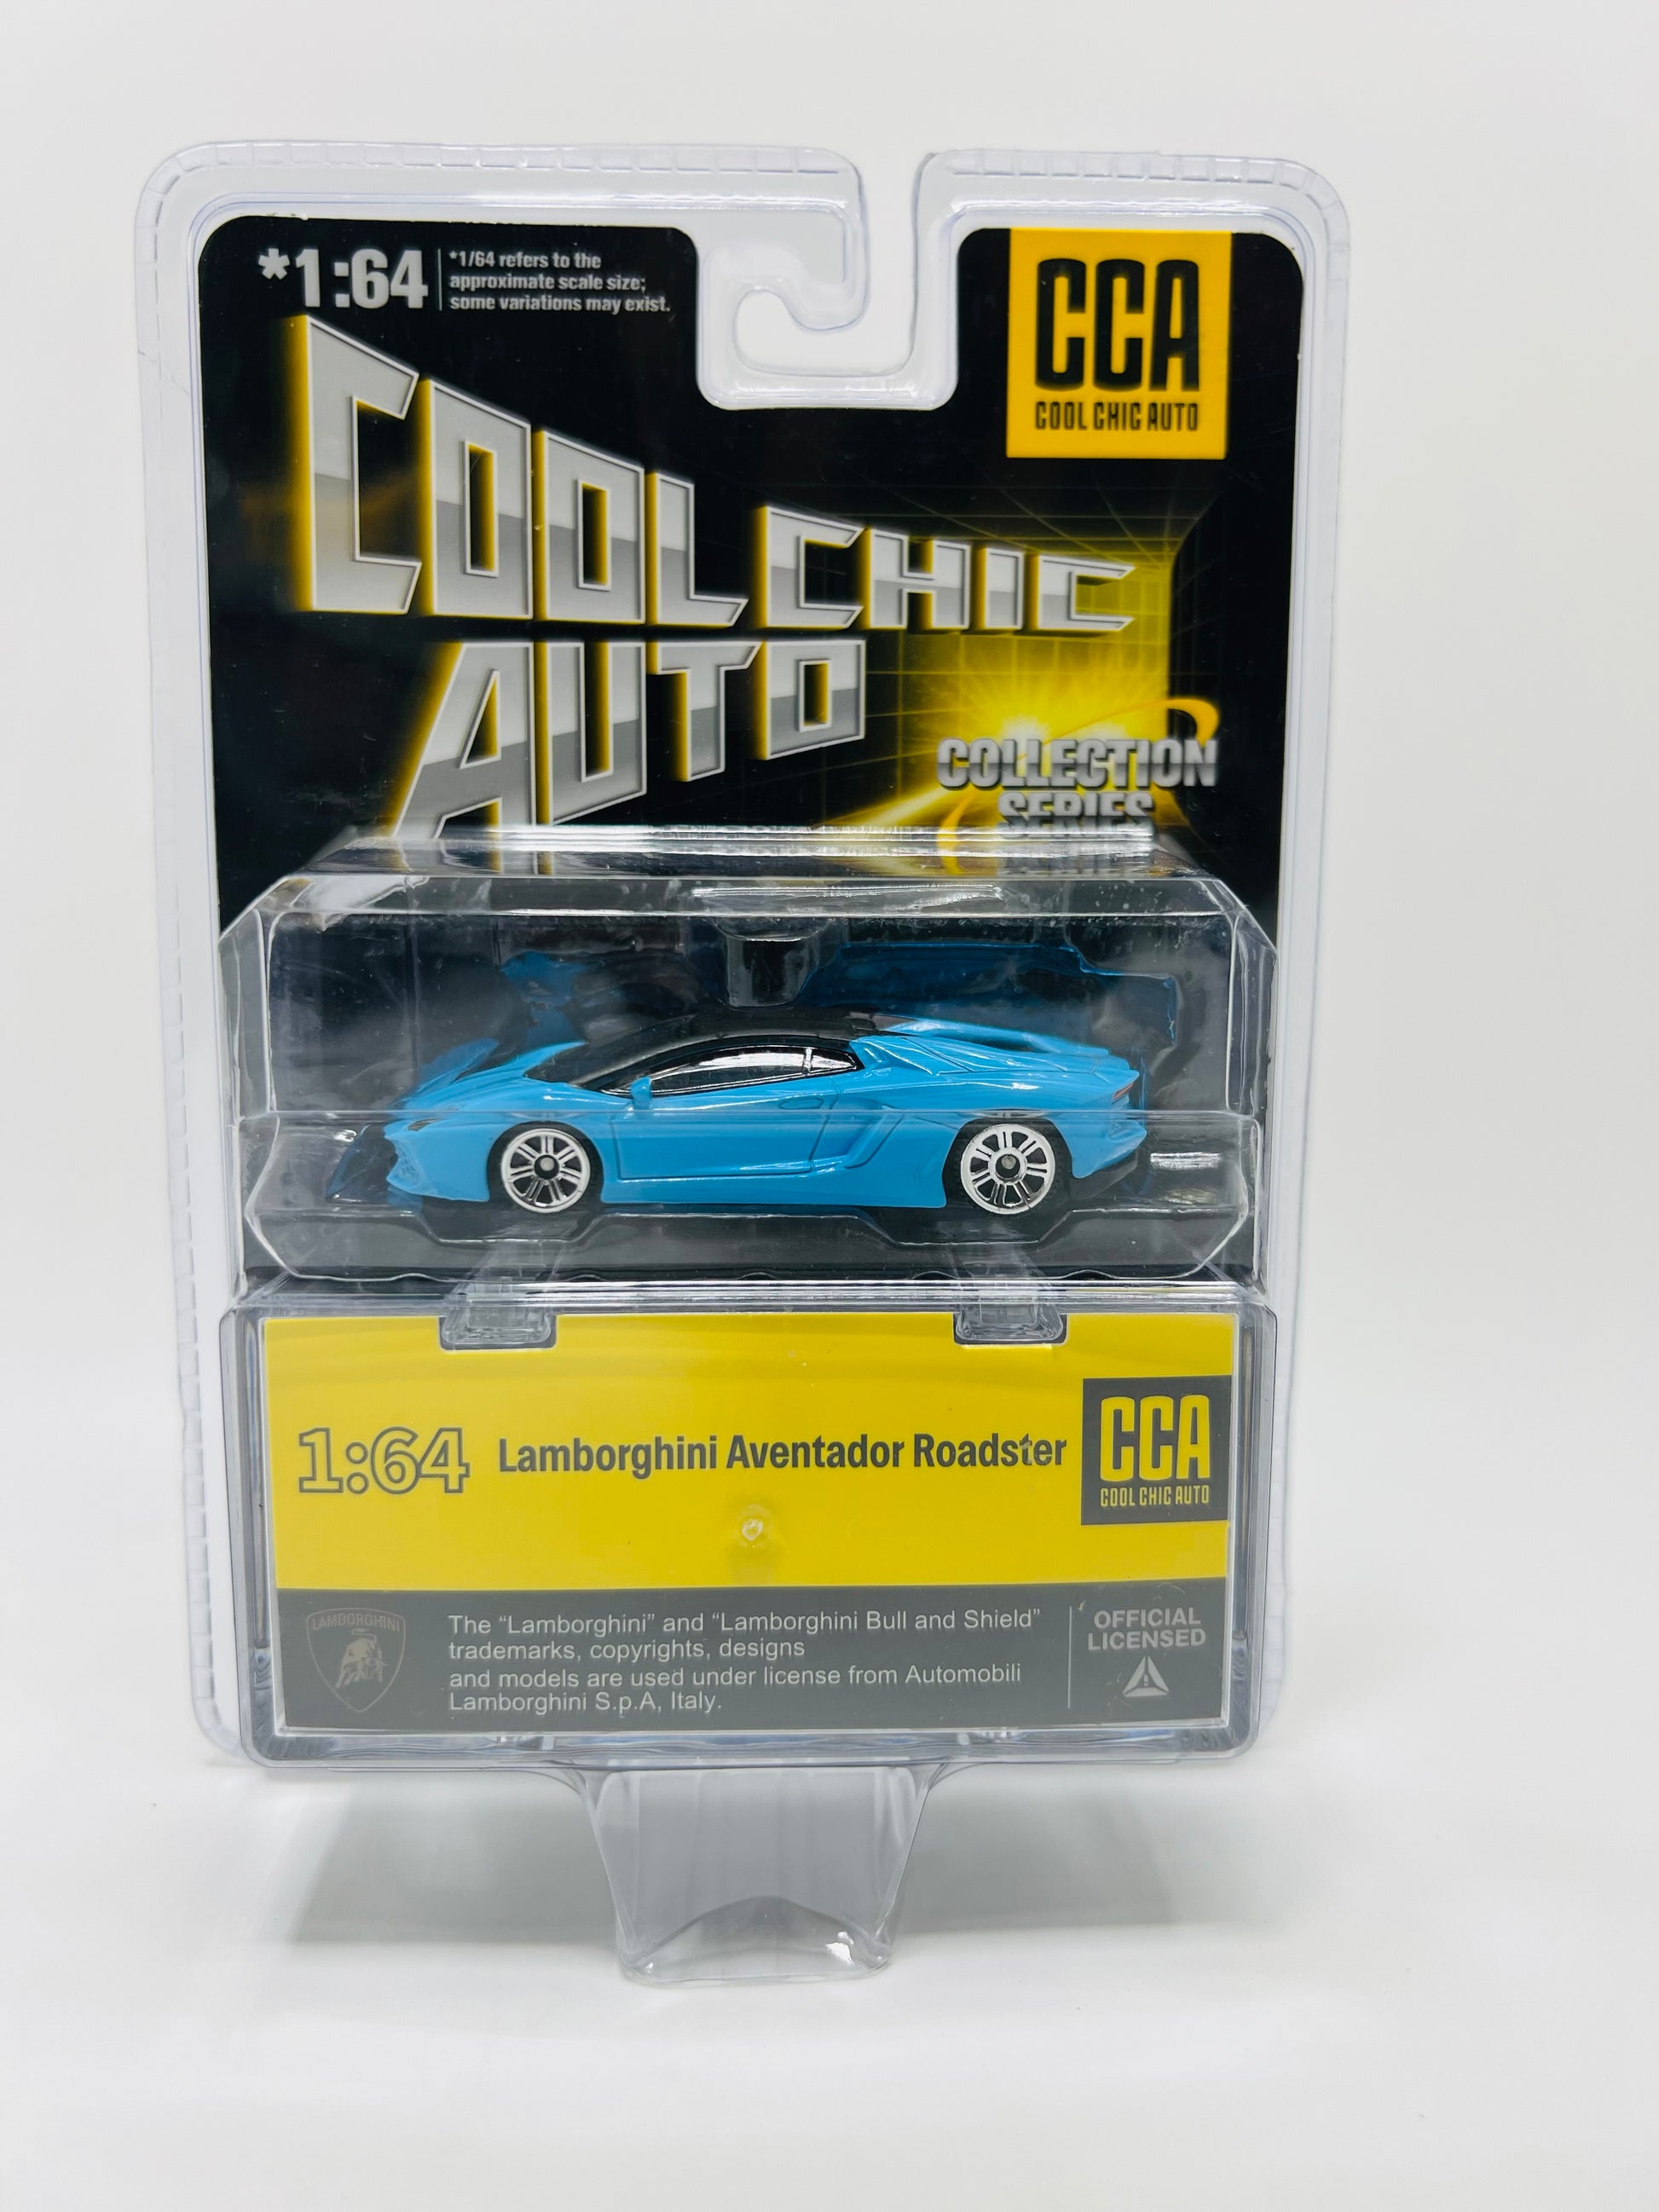 *1:64
*1/64 refers to the
approximate scale size;
some variations may exist.
CCA
COOL CHIC AUTO
COOL CHIC
AUTO
COLLECTION
SERIES
1:64
Lamborghini Aventador Roadster
CCA
COOL CHIC AUTO
LAMBORGHINI
The “Lamborghini” and “Lamborghini Bull and Shield”
trademarks, copyrights, designs
and models are used under license from Automobili
Lamborghini S.p.A, Italy.
OFFICIAL
LICENSED